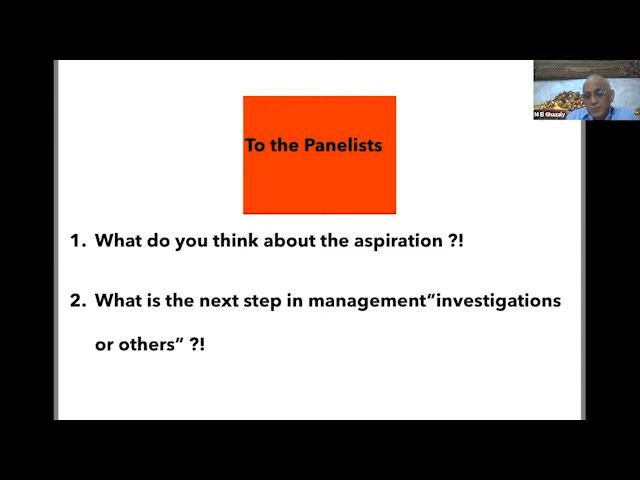 N El Ghazaly
To the Panelists
1. What do you think about the aspiration ?!
2. What is the next step in management"investigations
or others" ?!